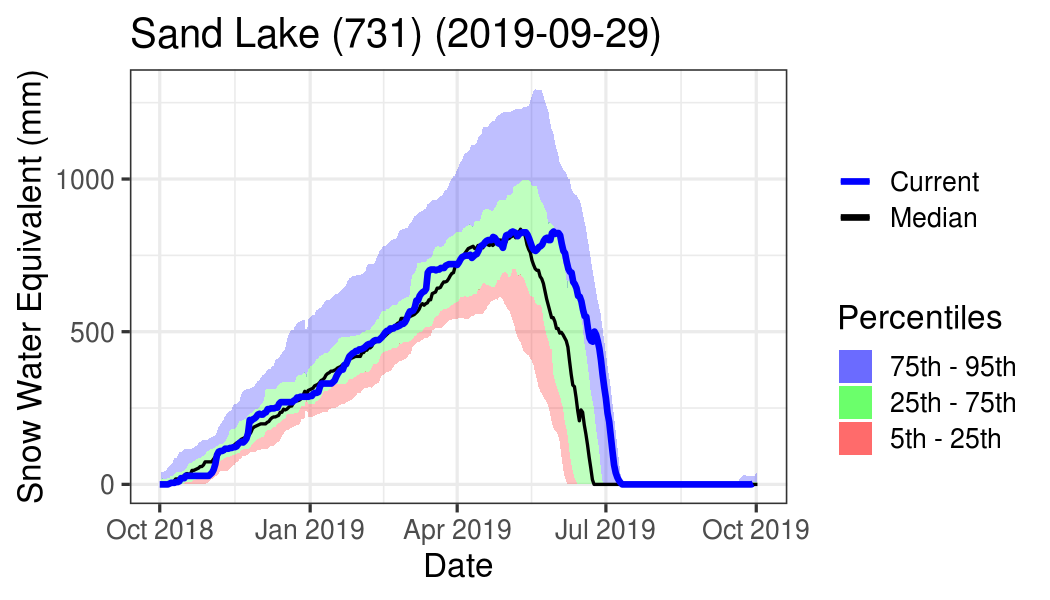 Sand Lake (731) (2019-09-29)
Snow Water Equivalent (mm)
1000
500
0
Oct 2018 Jan 2019 Apr 2019 Jul 2019 Oct 2019
Date
Current
Median
Percentiles
75th - 95th
25th - 75th
5th - 25th